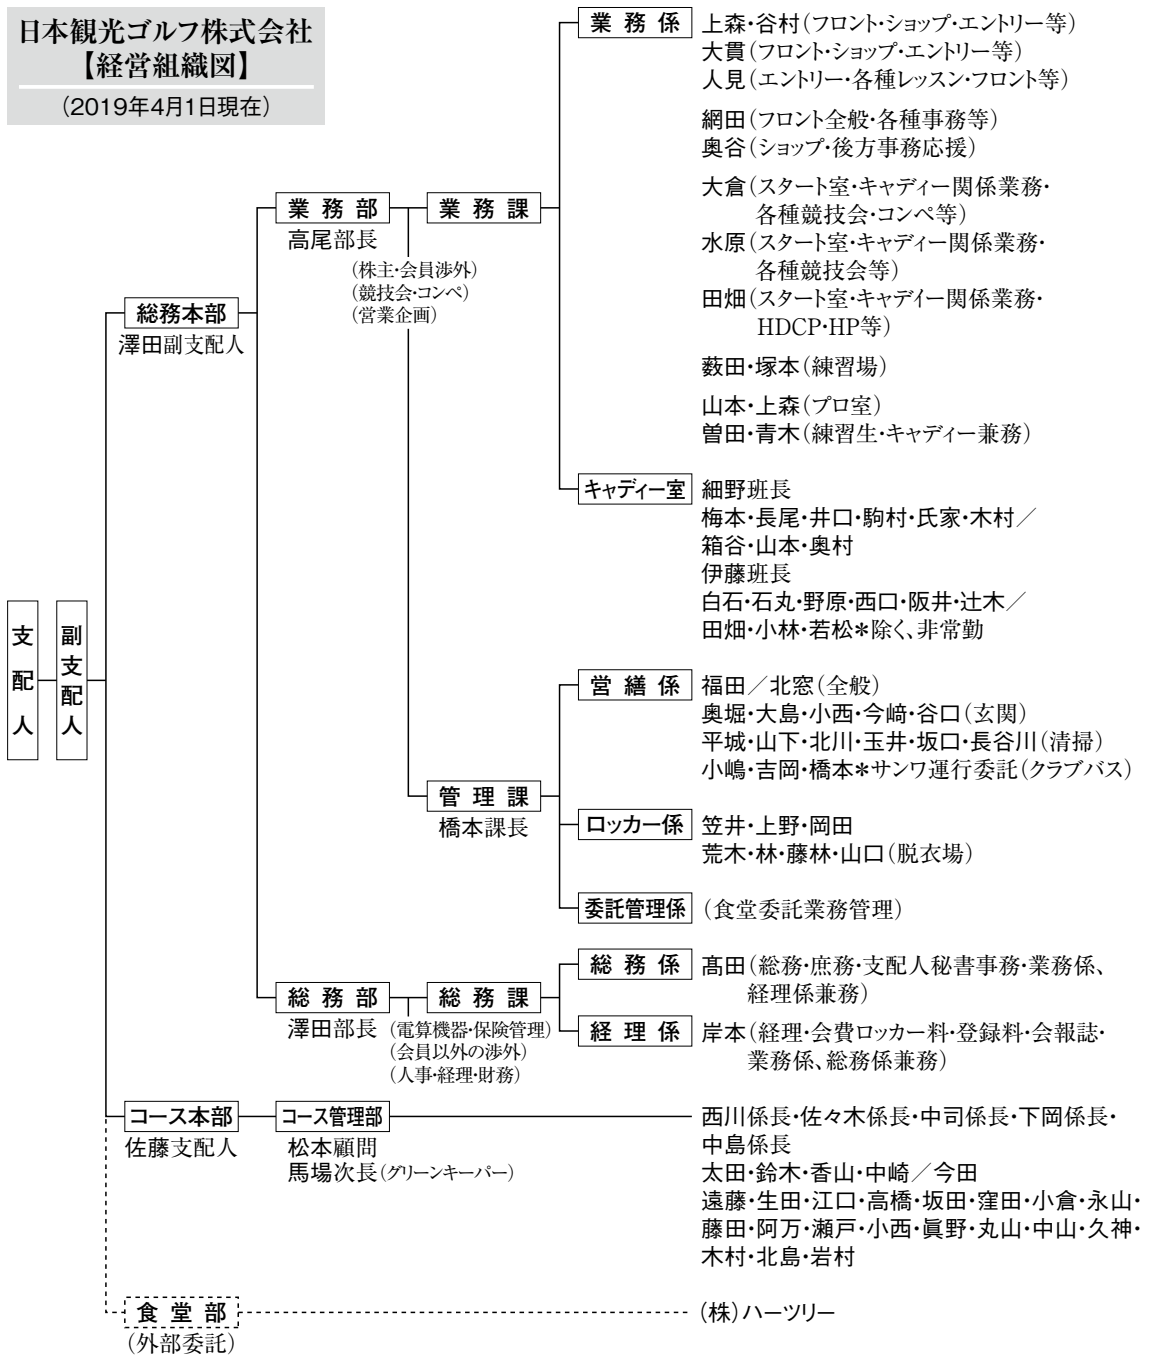 日本観光ゴルフ株式会社
【経営組織図】
（2019年4月1日現在）
支配人
副支配人
総務本部
澤田副支配人
業務部
高尾部長
（株主・会員渉外）
（競技会・コンペ）
（営業企画）
業務課
業務係
上森・谷村（フロント・ショップ・エントリー等）
大貫（フロント・ショップ・エントリー等）
人見（エントリー・各種レッスン・フロント等）
網田（フロント全般・各種事務等）
奥谷（ショップ・後方事務応援）
大倉（スタート室・キャディー関係業務・
各種競技会・コンペ等）
水原（スタート室・キャディー関係業務・
各種競技会等）
田畑（スタート室・キャディー関係業務・
HDCP・HP等）
薮田・塚本（練習場）
山本・上森（プロ室）
曽田・青木（練習生・キャディー兼務）
キャディー室
細野班長
梅本・長尾・井口・駒村・氏家・木村／
箱谷・山本・奥村
伊藤班長
白石・石丸・野原・西口・阪井・辻木／
田畑・小林・若松＊除く、非常勤
管理課
橋本課長
営繕係
福田／北窓（全般）
奥堀・大島・小西・今﨑・谷口（玄関）
平城・山下・北川・玉井・坂口・長谷川（清掃）
小嶋・吉岡・橋本＊サンワ運行委託（クラブバス）
ロッカー係
笠井・上野・岡田
荒木・林・藤林・山口（脱衣場）
委託管理係
（食堂委託業務管理）
総務部
澤田部長
総務課
（電算機器・保険管理）
（会員以外の渉外）
（人事・経理・財務）
総務係
髙田（総務・庶務・支配人秘書事務・業務係、
経理係兼務）
経理係
岸本（経理・会費ロッカー料・登録料・会報誌・
業務係、総務係兼務）
コース本部
佐藤支配人
コース管理部
松本顧問
馬場次長（グリーンキーパー）
西川係長・佐々木係長・中司係長・下岡係長・
中島係長
太田・鈴木・香山・中崎／今田
遠藤・生田・江口・高橋・坂田・窪田・小倉・永山・
藤田・阿万・瀬戸・小西・眞野・丸山・中山・久神・
木村・北島・岩村
食堂部
（外部委託）
（株）ハーツリー